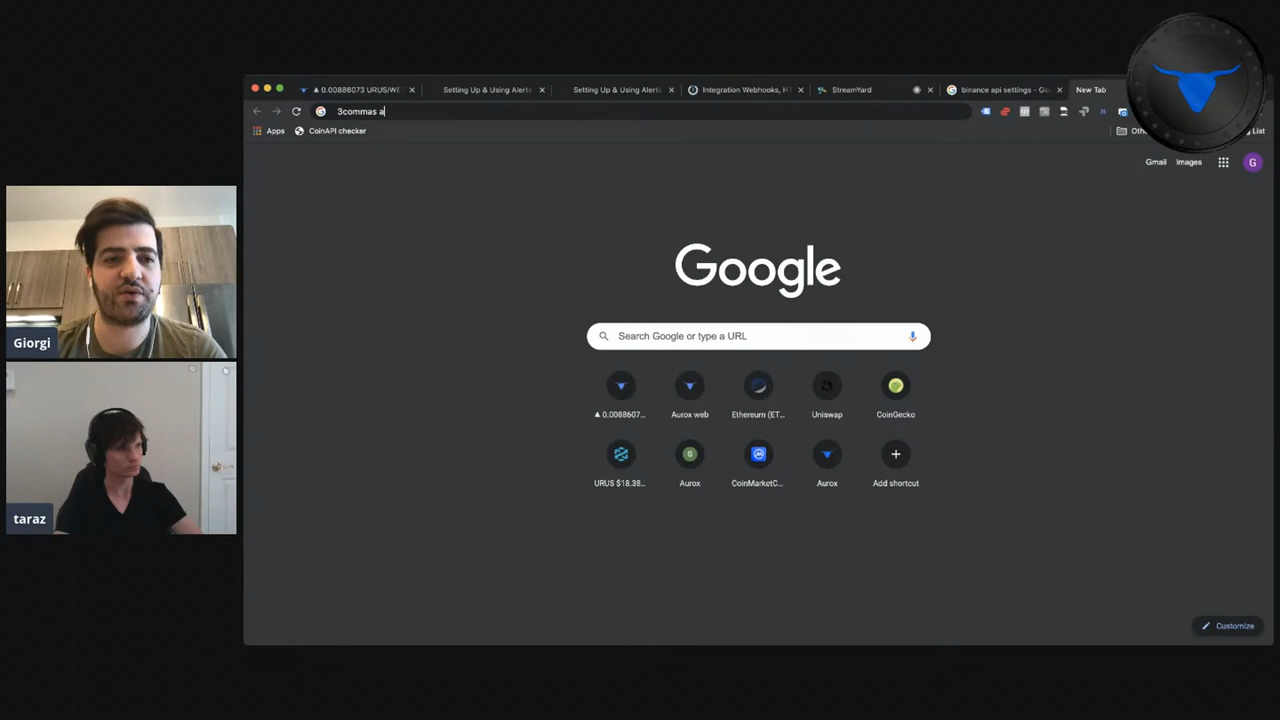 ▲ 0.00886073 URUS/WE
Setting Up & Using Alerts
Setting Up & Using Alerts
Integration Webhooks, HT
StreamYard
binance api settings - Go
New Tab
3commas a
Apps
CoinAPI checker
List
Gmail
Images
G
Giorgi
Google
Search Google or type a URL
▲ 0.0088607...
Aurox web
Ethereum (ET...
Uniswap
CoinGecko
G
URUS $18.38...
Aurox
CoinMarketC...
Aurox
Add shortcut
taraz
Customize